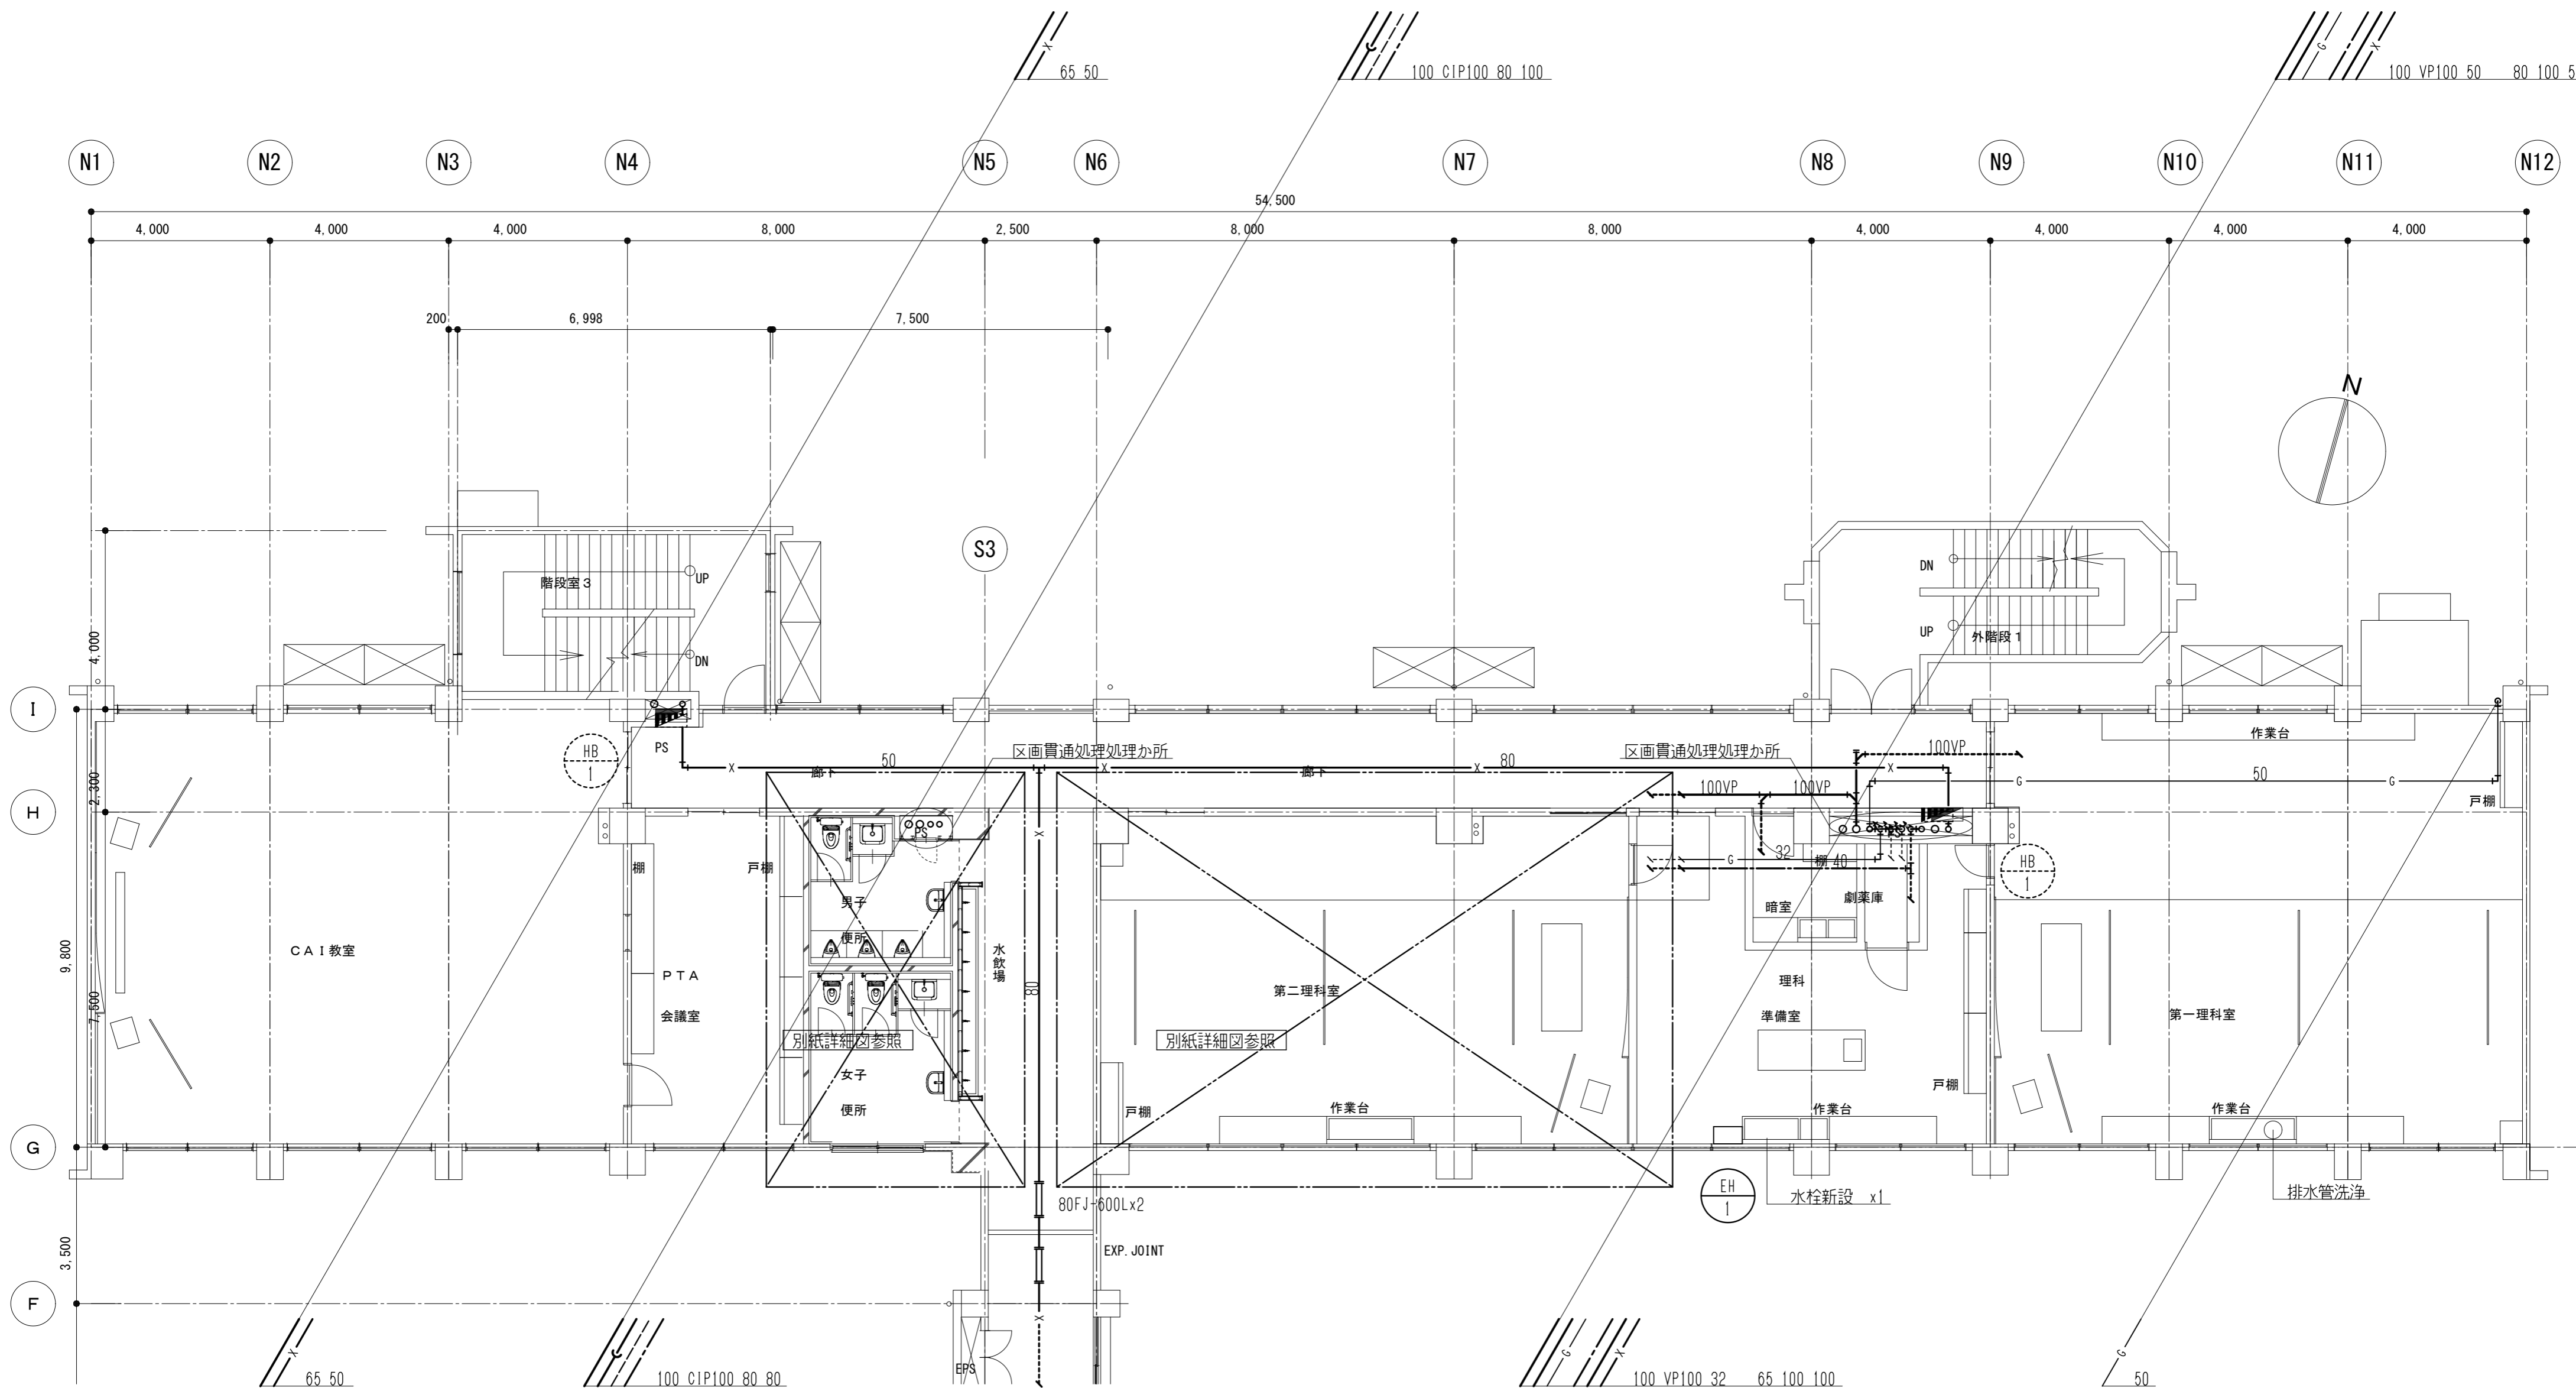 65 50
100 CIP100 80 100
100 VP100 50 80 100 5
N1 N2 N3 N4 N5 N6 N7 N8 N9 N10 N11 N12
54,500
4,000 4,000 4,000 8,000 2,500 8,000 8,000 4,000 4,000 4,000 4,000
200 6,998 7,500
N
S3
階段室3
UP
DN
DN
UP
外階段1
4,000
I
HB
1
PS
X
50
区画貫通処理処理か所
X
X
80
区画貫通処理処理か所
100VP
X
作業台
50
G
G
廊下
廊下
100VP
100VP
2,300
H
戸棚
PS
X
G
32
棚
40
HB
1
棚
戸棚
男子
便所
水飲場
暗室
劇薬庫
9,800
CAI教室
PTA
会議室
80
第二理科室
理科
準備室
第一理科室
7,500
別紙詳細図参照
別紙詳細図参照
女子
便所
戸棚
戸棚
作業台
作業台
作業台
G
80FJ-600Lx2
EH
1
水栓新設 x1
排水管洗浄
3,500
EXP.JOINT
F
X
EPS
X
65 50
100 CIP100 80 80
G
X
100 VP100 32 65 100 100
G
50